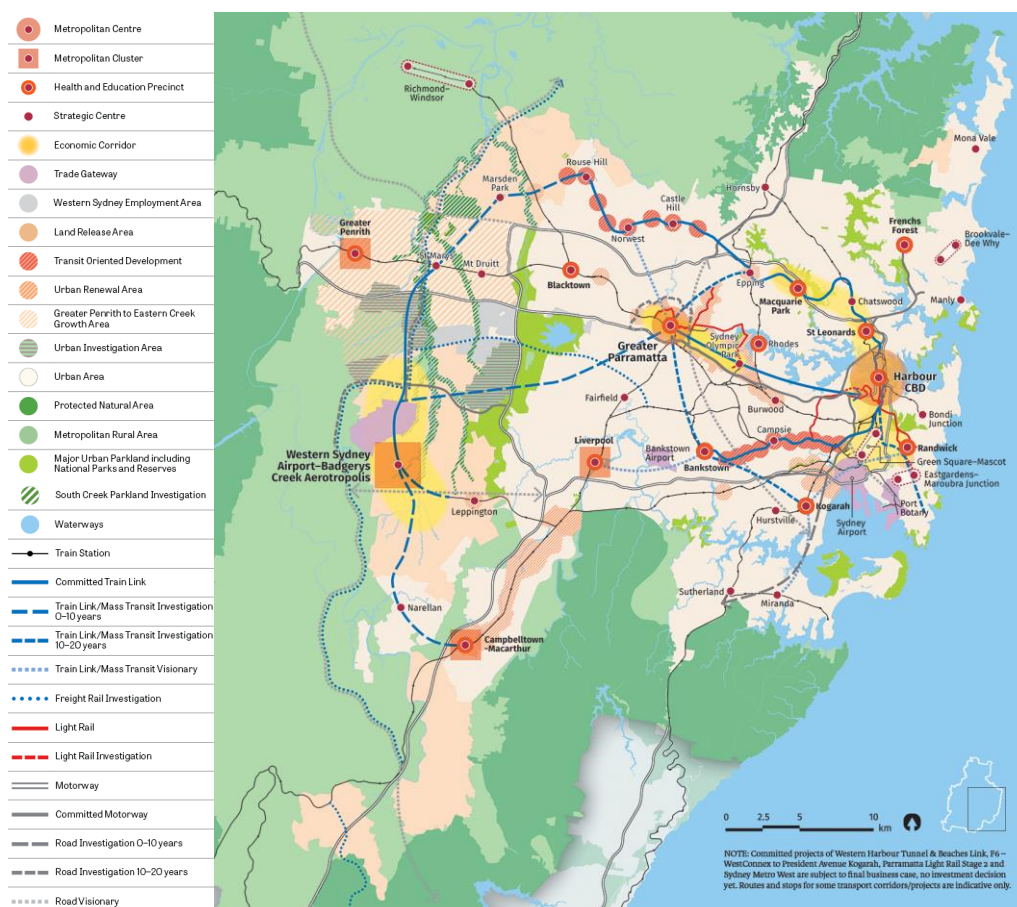 Metropolitan Centre
Metropolitan Cluster
Health and Education Precinct
Strategic Centre
Economic Corridor
Trade Gateway
Western Sydney Employment Area
Land Release Area
Transit Oriented Development
Urban Renewal Area
Greater Penrith to Eastern Creek
Growth Area
Urban Investigation Area
Urban Area
Protected Natural Area
Metropolitan Rural Area
Major Urban Parkland including
National Parks and Reserves
South Creek Parkland Investigation
Waterways
Train Station
Committed Train Link
Train Link/Mass Transit Investigation
0–10 years
Train Link/Mass Transit Investigation
10–20 years
Train Link/Mass Transit Visionary
Freight Rail Investigation
Light Rail
Light Rail Investigation
Motorway
Committed Motorway
Road Investigation 0–10 years
Road Investigation 10–20 years
Road Visionary
Richmond–
Windsor
Mona Vale
Rouse Hill
Marsden
Park
Hornsby
Castle
Hill
Norwest
Frenchs
Forest
Brookvale–
Dee Why
Greater
Penrith
St Marys
Mt Druitt
Blacktown
Epping
Macquarie
Park
Chatswood
Manly
St Leonards
Greater
Parramatta
Sydney
Olympic
Park
Rhodes
Harbour
CBD
Fairfield
Burwood
Bondi
Junction
Campsie
Liverpool
Bankstown
Airport
Bankstown
Randwick
Green Square–Mascot
Eastgardens–
Maroubra Junction
Western Sydney
Airport–Badgerys
Creek Aerotropolis
Leppington
Kogarah
Hurstville
Sydney
Airport
Port
Botany
Sutherland
Miranda
Narellan
Campbelltown
-Macarthur
0 2.5 5 10
km
NOTE: Committed projects of Western Harbour Tunnel & Beaches Link, F6 –
WestConnex to President Avenue Kogarah, Parramatta Light Rail Stage 2 and
Sydney Metro West are subject to final business case, no investment decision
yet. Routes and stops for some transport corridors/projects are indicative only.